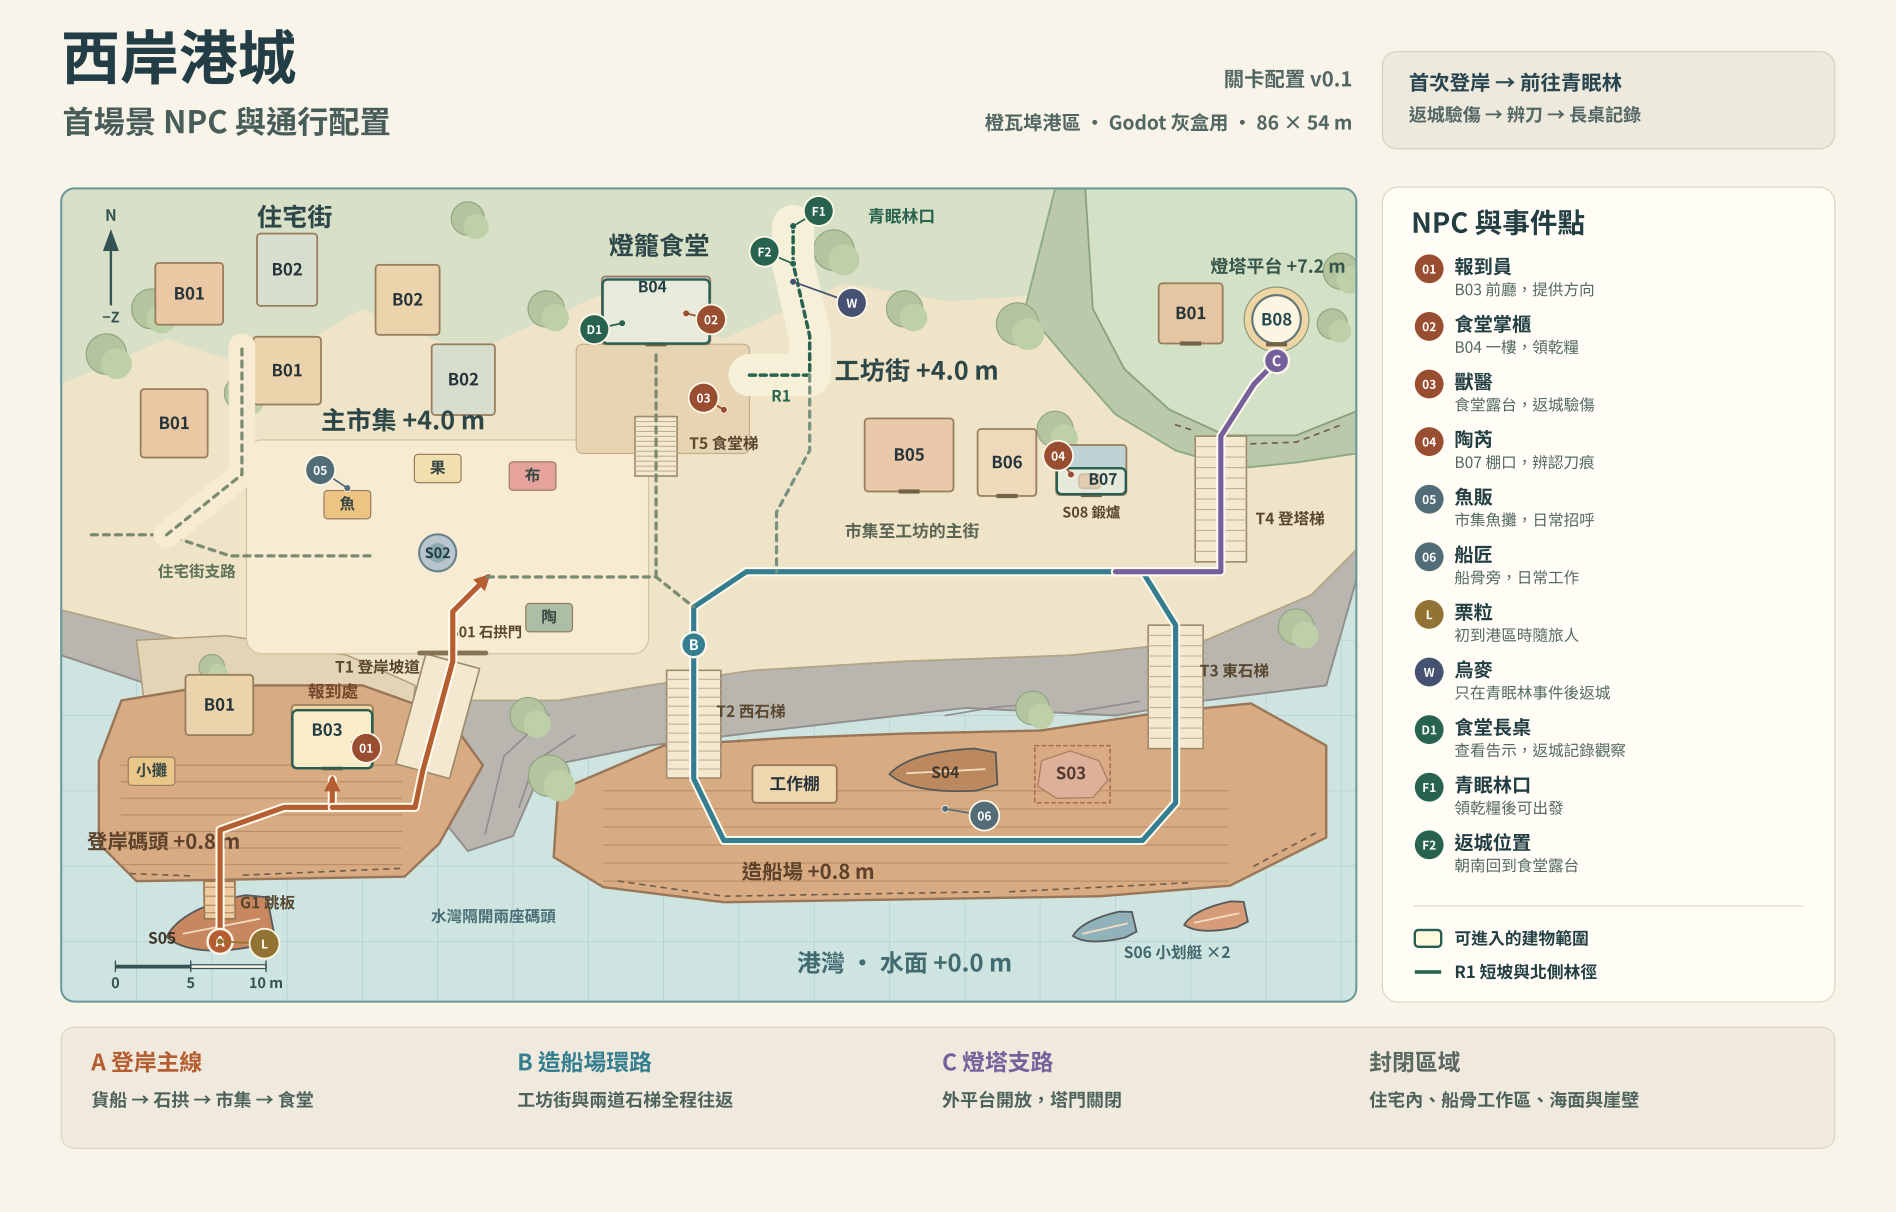 西岸港城
首場景 NPC 與通行配置
關卡配置 v0.1
橙瓦埠港區 · Godot 灰盒用 · 86 × 54 m
首次登岸 → 前往青眠林
返城驗傷 → 辨刀 → 長桌記錄
N
−Z
住宅街
B01
B02
B02
B01
B02
B01
燈籠食堂
B04
D1
02
03
F1
F2
W
青眠林口
R1
工坊街 +4.0 m
燈塔平台 +7.2 m
B01
B08
C
主市集 +4.0 m
05
魚
果
布
S02
陶
T5 食堂梯
B05
B06
04
B07
S08 鍛爐
T4 登塔梯
市集至工坊的主街
住宅街支路
01 石拱門
T1 登岸坡道
B
報到處
B01
B03
01
小攤
登岸碼頭 +0.8 m
G1 跳板
S05
A
L
0
5
10 m
T2 西石梯
T3 東石梯
工作棚
S04
S03
06
造船場 +0.8 m
水灣隔開兩座碼頭
港灣 · 水面 +0.0 m
S06 小划艇 ×2
NPC 與事件點
01 報到員
B03 前廳，提供方向
02 食堂掌櫃
B04 一樓，領乾糧
03 獸醫
食堂露台，返城驗傷
04 陶芮
B07 棚口，辨認刀痕
05 魚販
市集魚攤，日常招呼
06 船匠
船骨旁，日常工作
L 栗粒
初到港區時隨旅人
W 烏麥
只在青眠林事件後返城
D1 食堂長桌
查看告示，返城記錄觀察
F1 青眠林口
領乾糧後可出發
F2 返城位置
朝南回到食堂露台
可進入的建物範圍
R1 短坡與北側林徑
A 登岸主線
貨船 → 石拱 → 市集 → 食堂
B 造船場環路
工坊街與兩道石梯全程往返
C 燈塔支路
外平台開放，塔門關閉
封閉區域
住宅內、船骨工作區、海面與崖壁